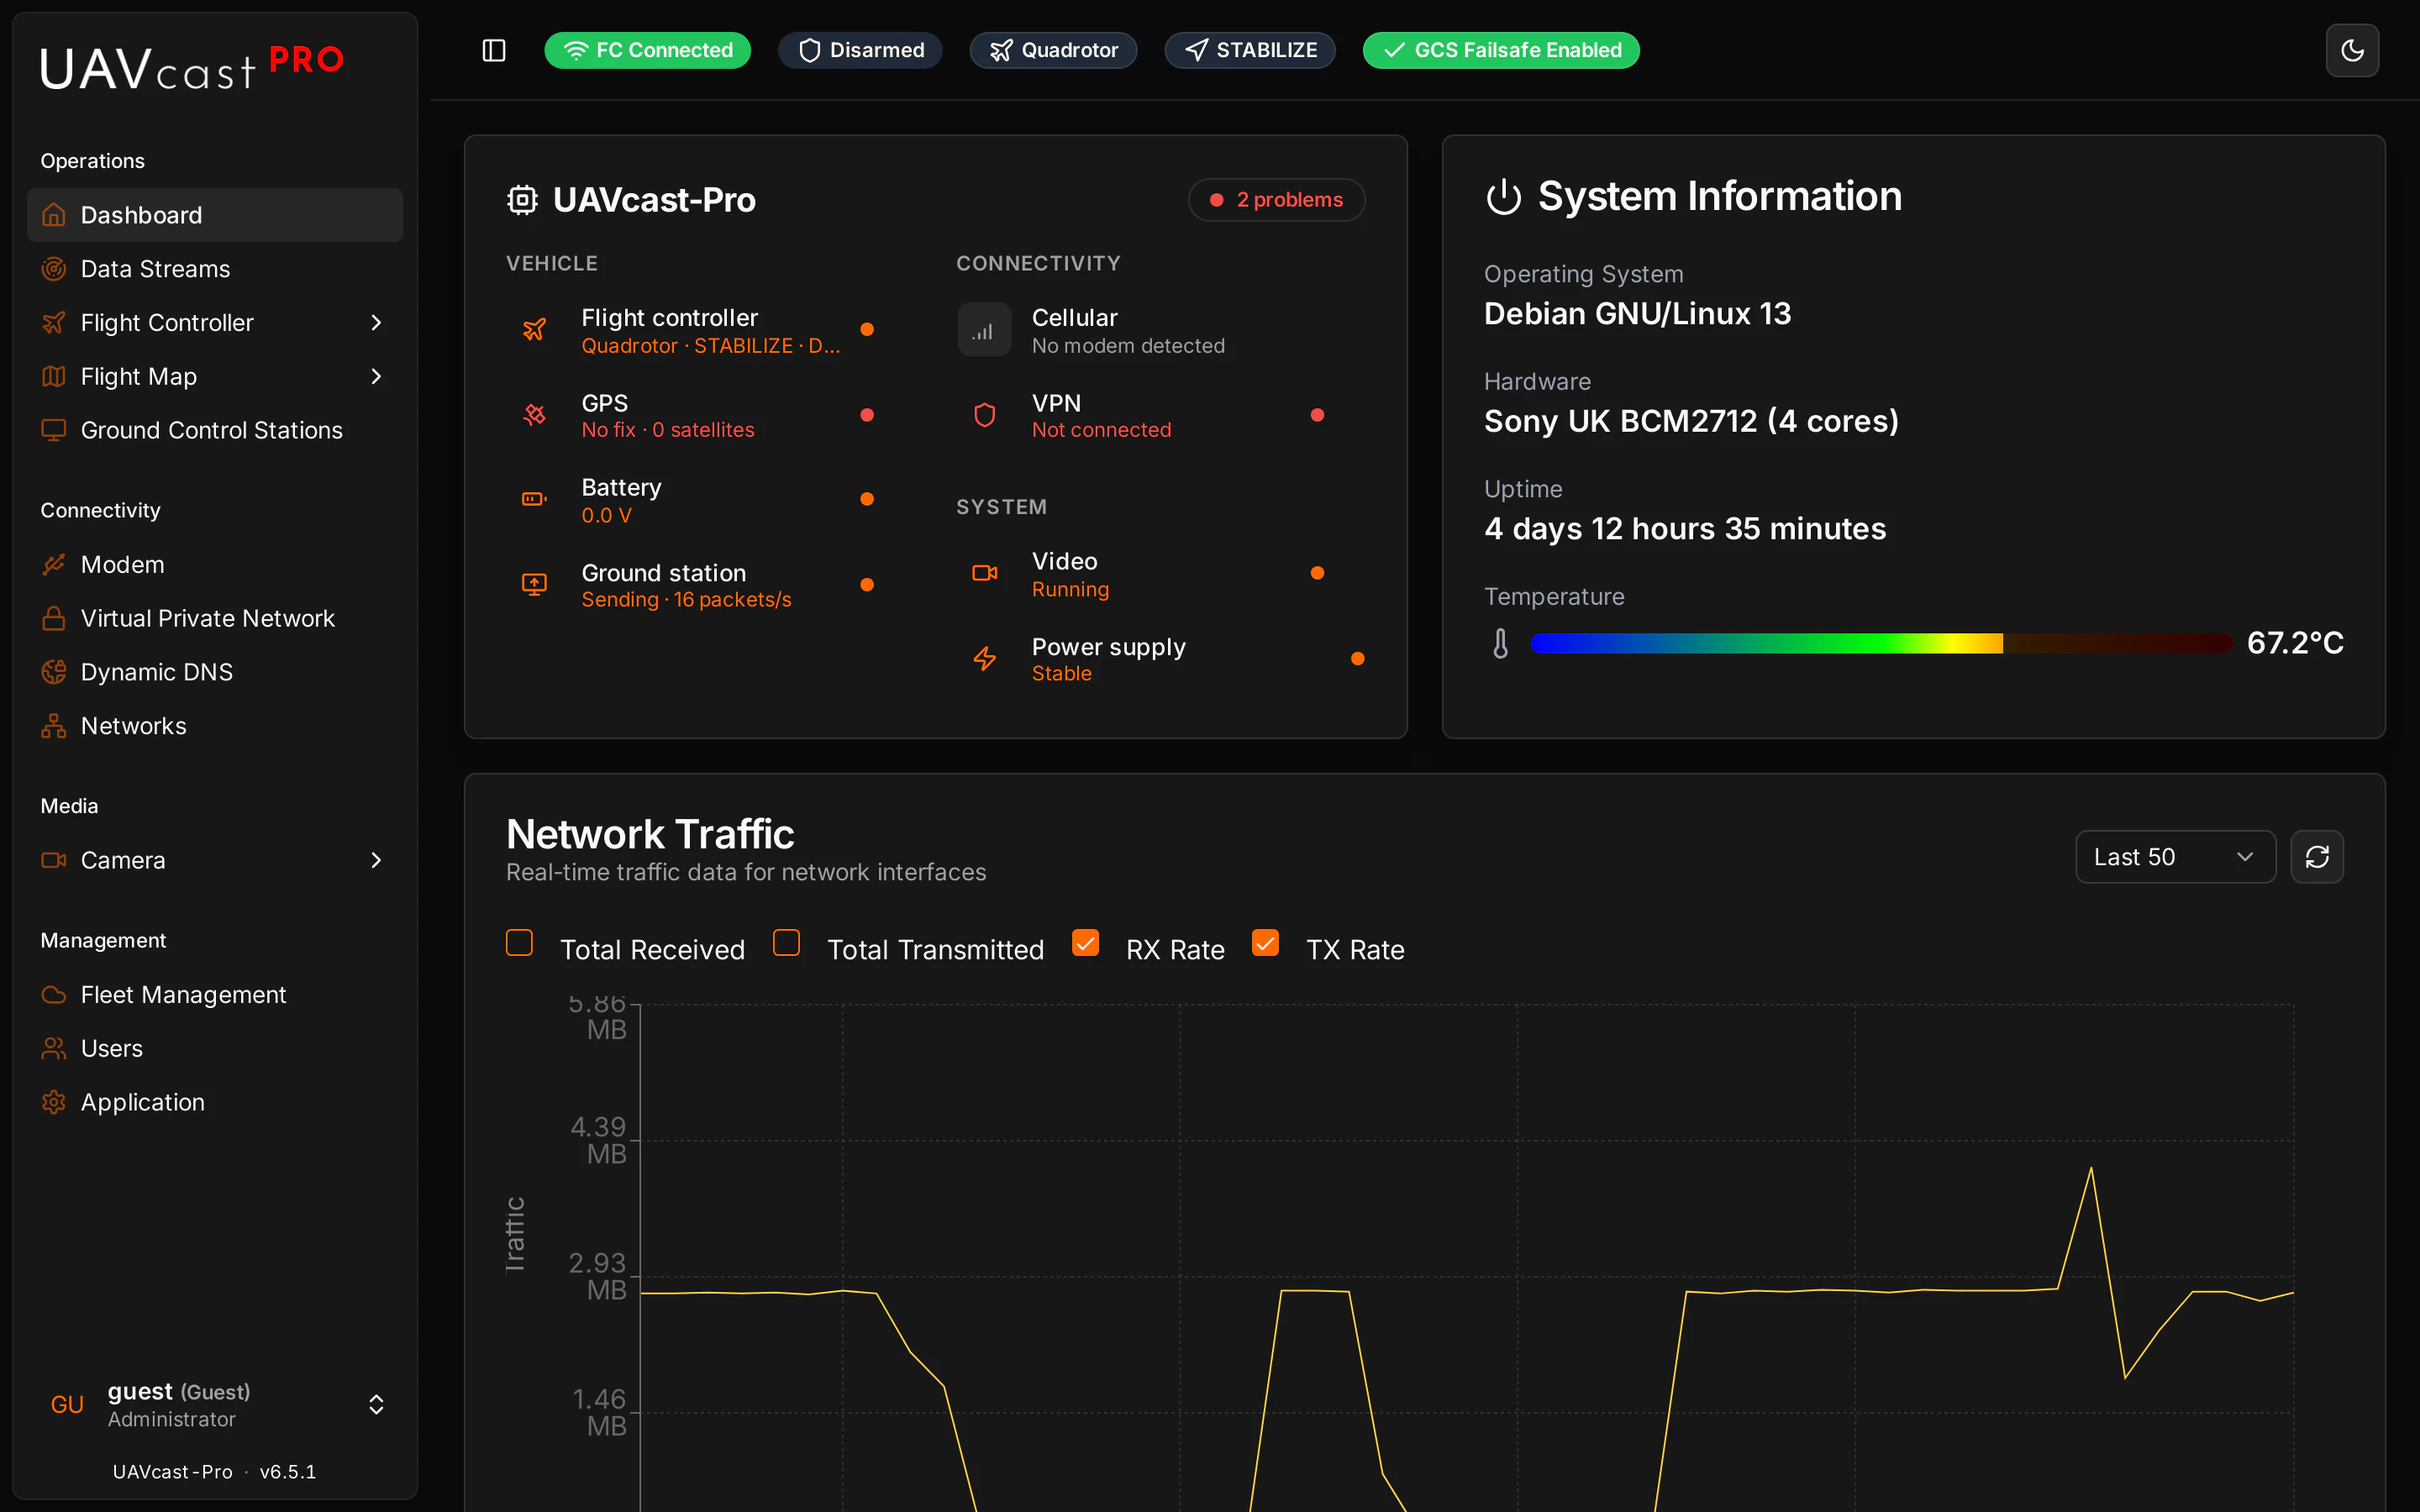 UAVcast PRO
Operations
Dashboard
Data Streams
Flight Controller
Flight Map
Ground Control Stations
Connectivity
Modem
Virtual Private Network
Dynamic DNS
Networks
Media
Camera
Management
Fleet Management
Users
Application
GU
guest (Guest)
Administrator
UAVcast-Pro · v6.5.1
FC Connected
Disarmed
Quadrotor
STABILIZE
GCS Failsafe Enabled
UAVcast-Pro
2 problems
VEHICLE
Flight controller
Quadrotor · STABILIZE · D...
GPS
No fix · 0 satellites
Battery
0.0 V
Ground station
Sending · 16 packets/s
CONNECTIVITY
Cellular
No modem detected
VPN
Not connected
SYSTEM
Video
Running
Power supply
Stable
System Information
Operating System
Debian GNU/Linux 13
Hardware
Sony UK BCM2712 (4 cores)
Uptime
4 days 12 hours 35 minutes
Temperature
67.2°C
Network Traffic
Real-time traffic data for network interfaces
Last 50
Total Received
Total Transmitted
RX Rate
TX Rate
5.86
MB
4.39
MB
2.93
MB
1.46
MB
Traffic